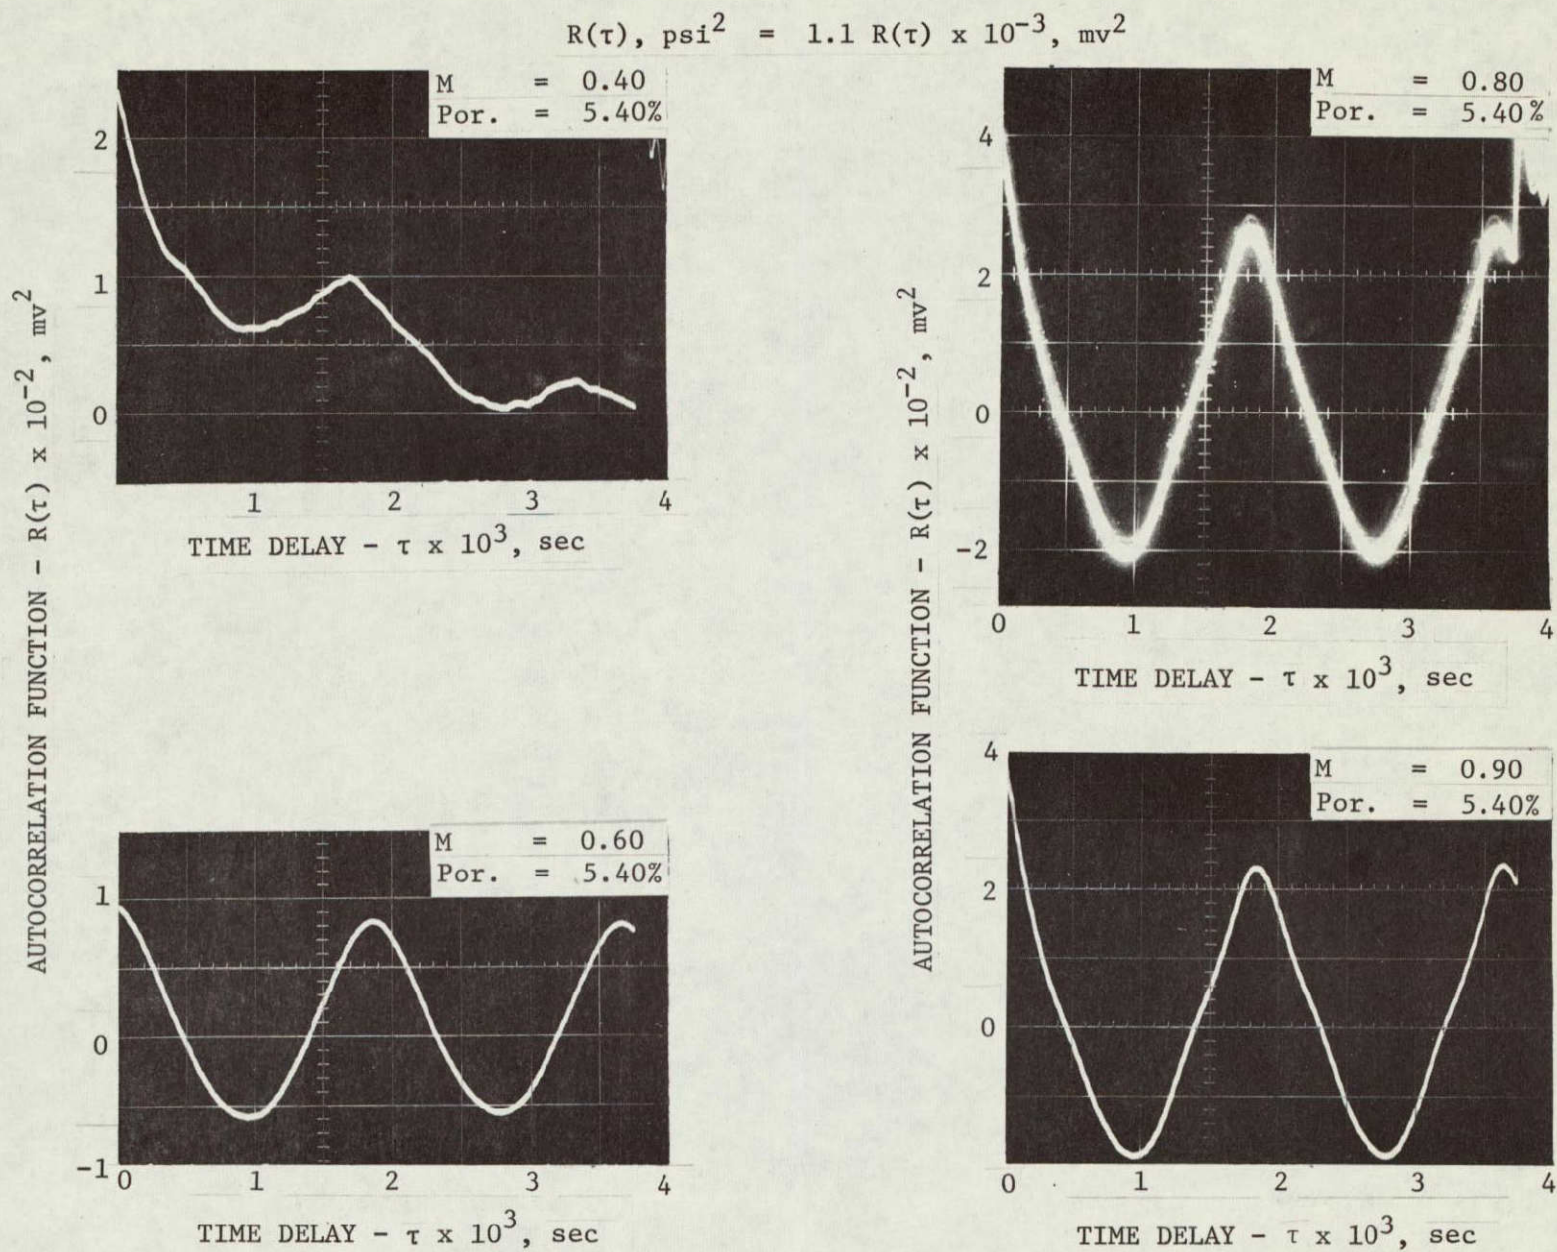 R(τ), psi² = 1.1 R(τ) x 10⁻³, mv²
AUTOCORRELATION FUNCTION - R(τ) x 10⁻², mv²
M = 0.40
Por. = 5.40%
2
1
0
1 2 3 4
TIME DELAY - τ x 10³, sec
M = 0.60
Por. = 5.40%
1
0
-1
0 1 2 3 4
TIME DELAY - τ x 10³, sec
AUTOCORRELATION FUNCTION - R(τ) x 10⁻², mv²
M = 0.80
Por. = 5.40%
4
2
0
-2
0 1 2 3 4
TIME DELAY - τ x 10³, sec
M = 0.90
Por. = 5.40%
4
2
0
0 1 2 3 4
TIME DELAY - τ x 10³, sec